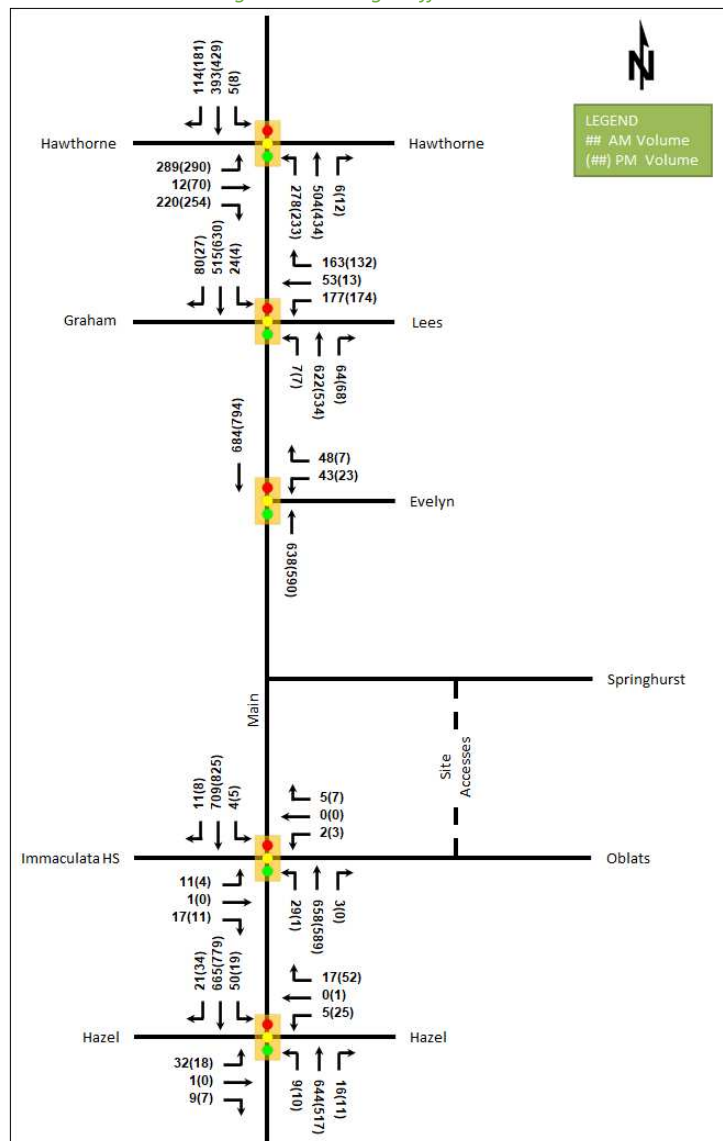 114(181)
393(429)
5(8)
N
LEGEND
## AM Volume
(##) PM Volume
Hawthorne
Hawthorne
289(290)
12(70)
220(254)
278(233)
504(434)
6(12)
80(27)
515(630)
24(4)
163(132)
53(13)
177(174)
Graham
Lees
7(7)
622(534)
64(68)
684(794)
48(7)
43(23)
Evelyn
638(590)
Springhurst
Main
Site
Accesses
11(8)
709(825)
4(5)
5(7)
0(0)
2(3)
Immaculata HS
Oblats
11(4)
1(0)
17(11)
29(1)
658(589)
3(0)
21(34)
665(779)
50(19)
17(52)
0(1)
5(25)
Hazel
Hazel
32(18)
1(0)
9(7)
9(10)
644(517)
16(11)